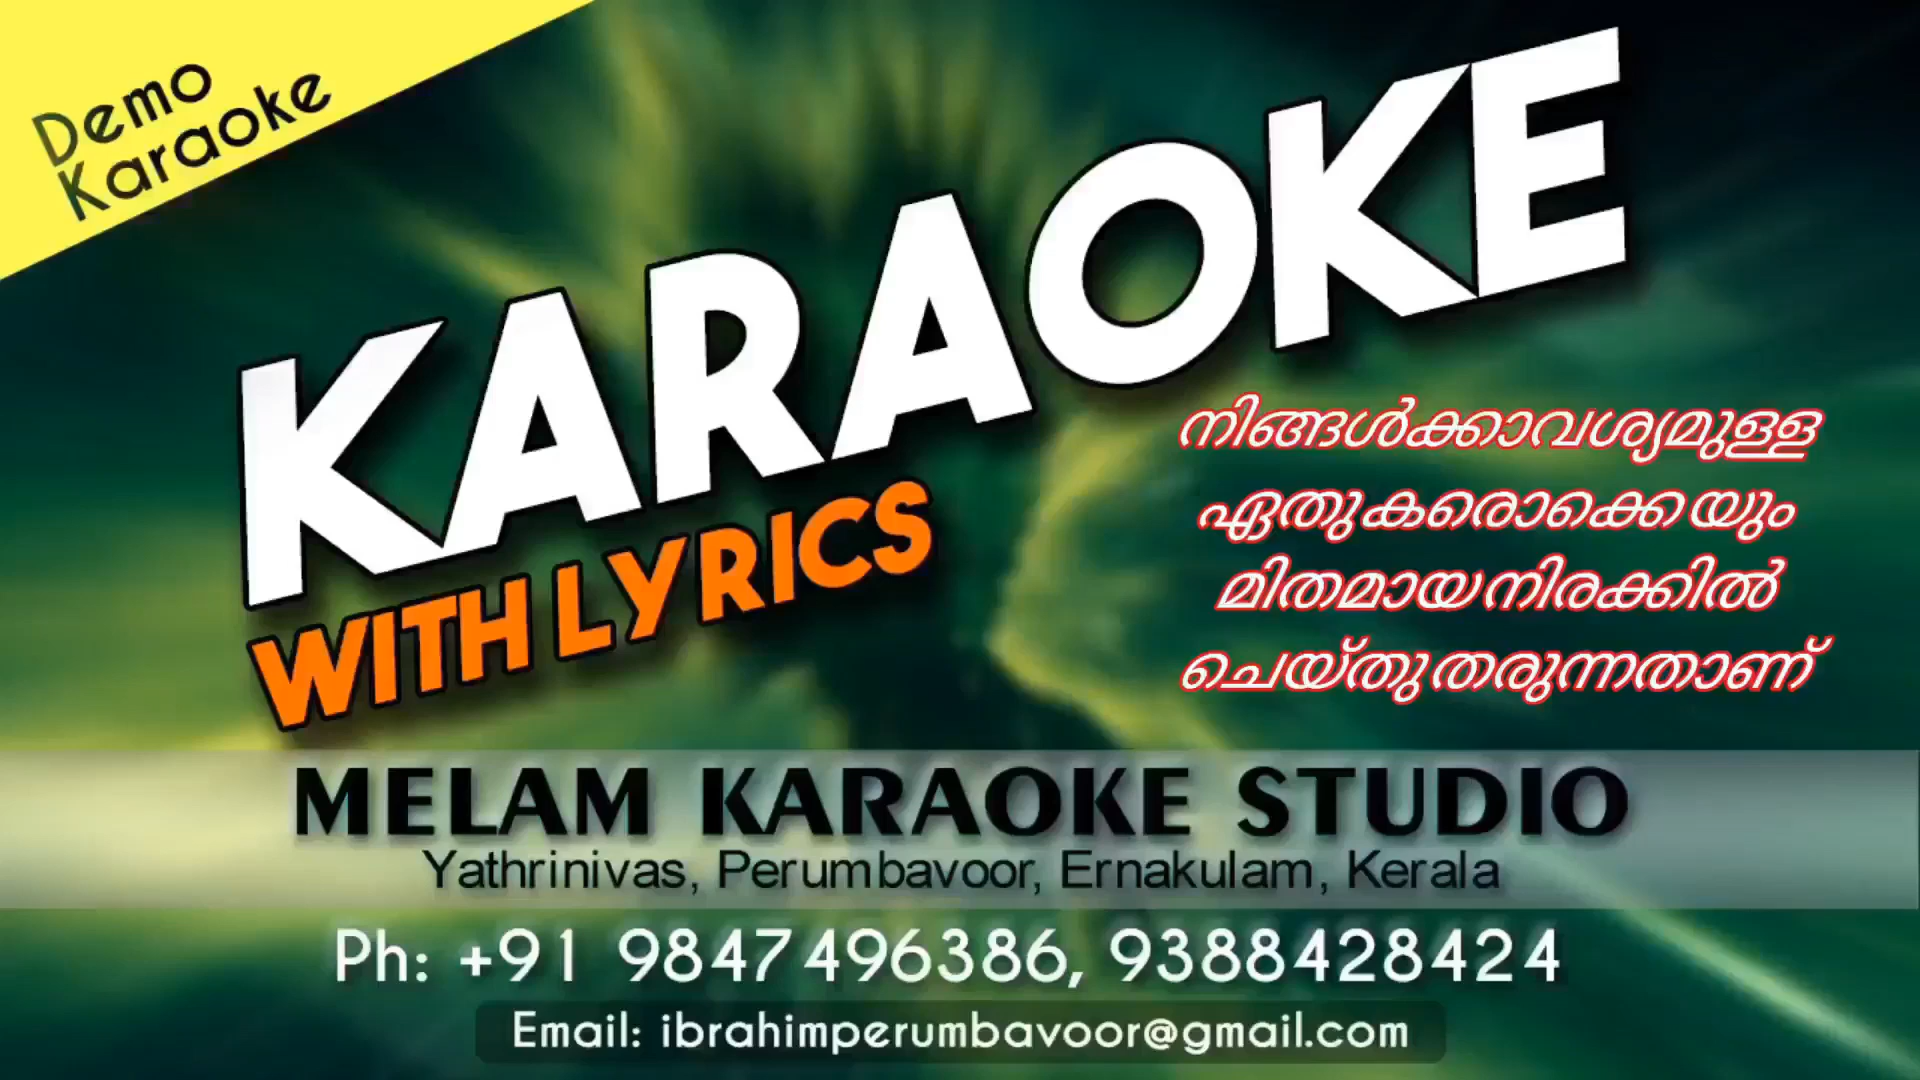 Demo
Karaoke
KARAOKE
WITH LYRICS
നിങ്ങൾക്കാവശ്യമുള്ള
ഏതു കരൊക്കെയും
മിതമായ നിരക്കിൽ
ചെയ്തു തരുന്നതാണ്
MELAM KARAOKE STUDIO
Yathrinivas, Perumbavoor, Ernakulam, Kerala
Ph: +91 9847496386, 9388428424
Email: ibrahimperumbavoor@gmail.com